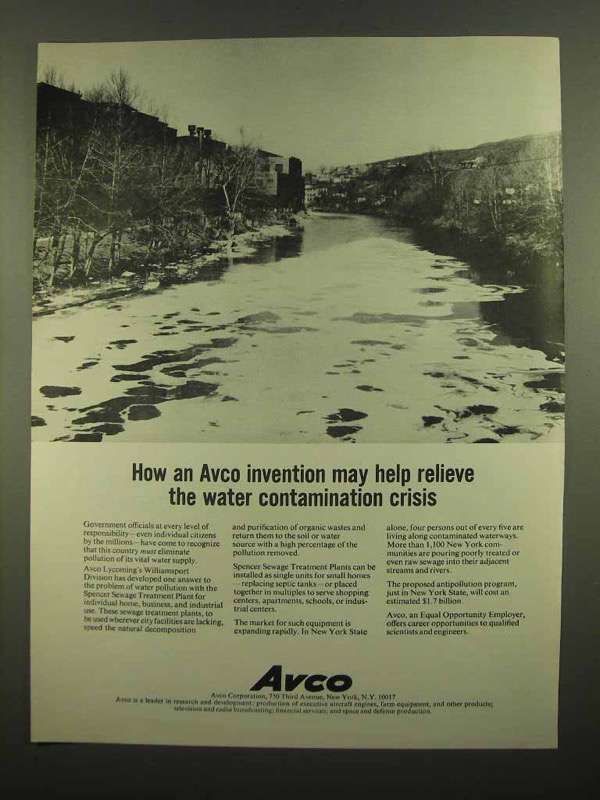 How an Avco invention may help relieve
the water contamination crisis
Government officials at every level of
responsibility—even individual citizens
by the millions—have come to recognize
that this country must eliminate
pollution of its vital water supply.
Avco Lycoming's Williamsport
Division has developed one answer to
the problem of water pollution with the
Spencer Sewage Treatment Plant for
individual home, business, and industrial
use. These sewage treatment plants, to
be used wherever city facilities are lacking,
speed the natural decomposition
and purification of organic wastes and
return them to the soil or water
source with a high percentage of the
pollution removed.
Spencer Sewage Treatment Plants can be
installed as single units for small homes
—replacing septic tanks—or placed
together in multiples to serve shopping
centers, apartments, schools, or indus-
trial centers.
The market for such equipment is
expanding rapidly. In New York State
alone, four persons out of every five are
living along contaminated waterways.
More than 1,100 New York com-
munities are pouring poorly treated or
even raw sewage into their adjacent
streams and rivers.
The proposed antipollution program,
just in New York State, will cost an
estimated $1.7 billion.
Avco, an Equal Opportunity Employer,
offers career opportunities to qualified
scientists and engineers.
Avco
Avco Corporation, 750 Third Avenue, New York, N.Y. 10017
Avco is a leader in research and development; production of executive aircraft engines, farm equipment, and other products;
television and radio broadcasting; financial services; and space and defense production.